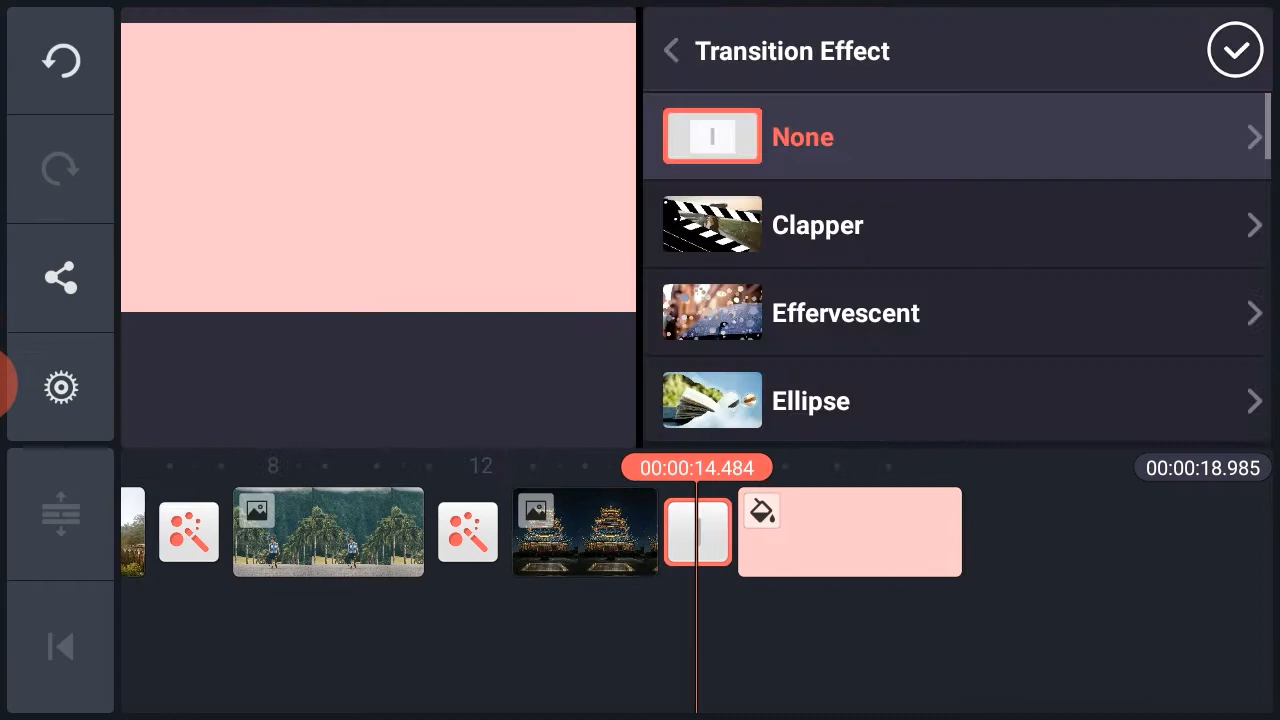 Transition Effect
None
Clapper
Effervescent
Ellipse
8
12
00:00:14.484
00:00:18.985